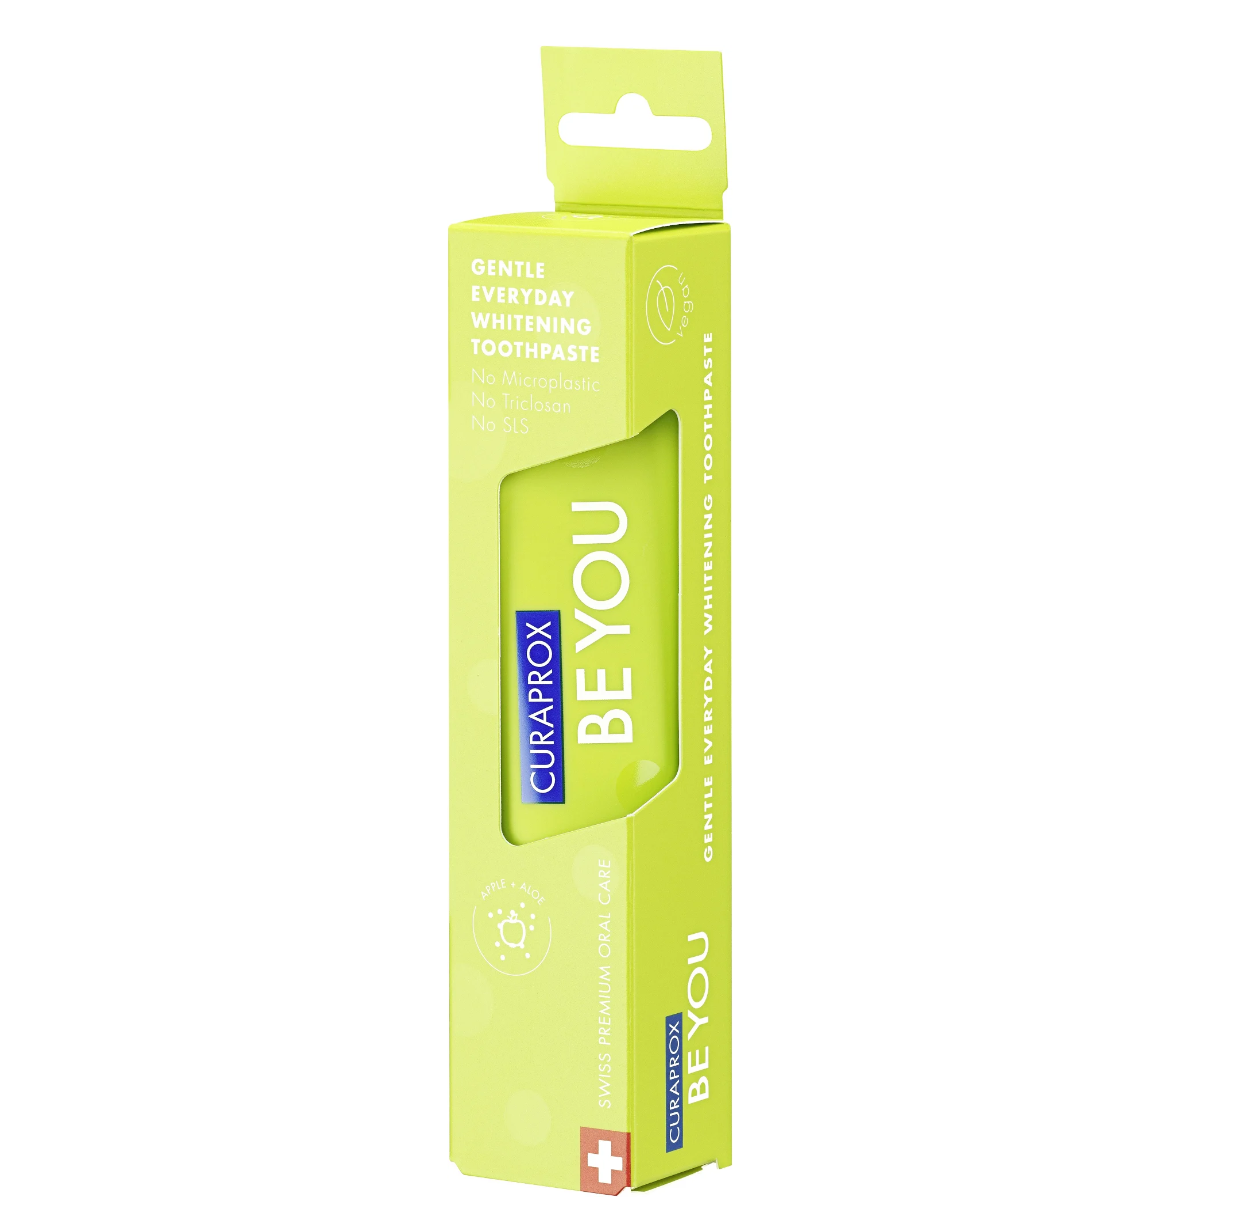 GENTLE
EVERYDAY
WHITENING
TOOTHPASTE
No Microplastic
No Triclosan
No SLS
CURAPROX
BE YOU
APPLE + ALOE
SWISS PREMIUM ORAL CARE
vegan
GENTLE EVERYDAY WHITENING TOOTHPASTE
CURAPROX
BE YOU